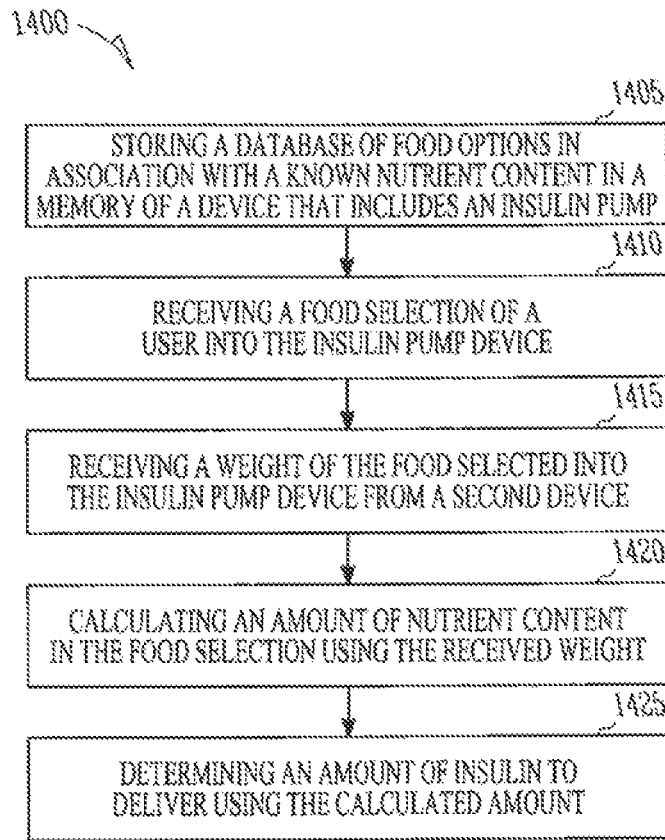 1400
1405
STORING A DATABASE OF FOOD OPTIONS IN
ASSOCIATION WITH A KNOWN NUTRIENT CONTENT IN A
MEMORY OF A DEVICE THAT INCLUDES AN INSULIN PUMP
1410
RECEIVING A FOOD SELECTION OF A
USER INTO THE INSULIN PUMP DEVICE
1415
RECEIVING A WEIGHT OF THE FOOD SELECTED INTO
THE INSULIN PUMP DEVICE FROM A SECOND DEVICE
1420
CALCULATING AN AMOUNT OF NUTRIENT CONTENT
IN THE FOOD SELECTION USING THE RECEIVED WEIGHT
1425
DETERMINING AN AMOUNT OF INSULIN TO
DELIVER USING THE CALCULATED AMOUNT